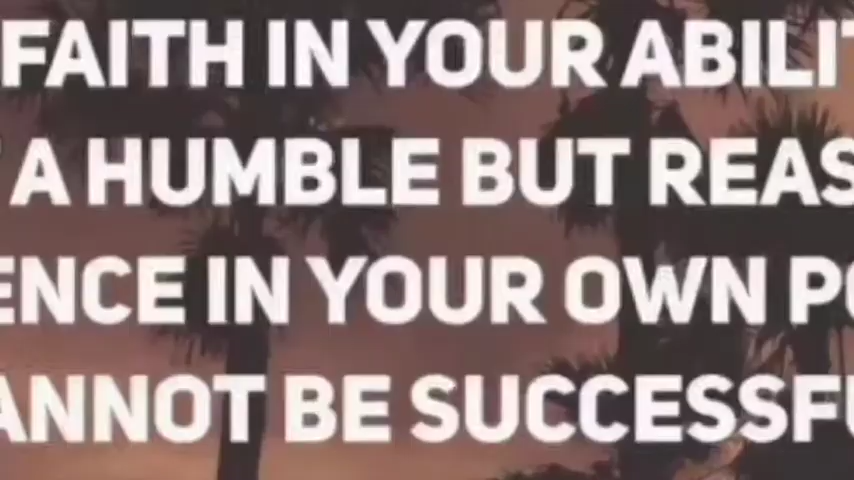 FAITH IN YOUR ABILIT
A HUMBLE BUT REAS
ENCE IN YOUR OWN PO
ANNOT BE SUCCESSFU